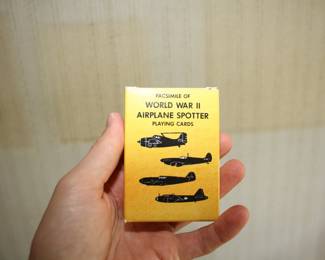 FACSIMILE OF
WORLD WAR II
AIRPLANE SPOTTER
PLAYING CARDS